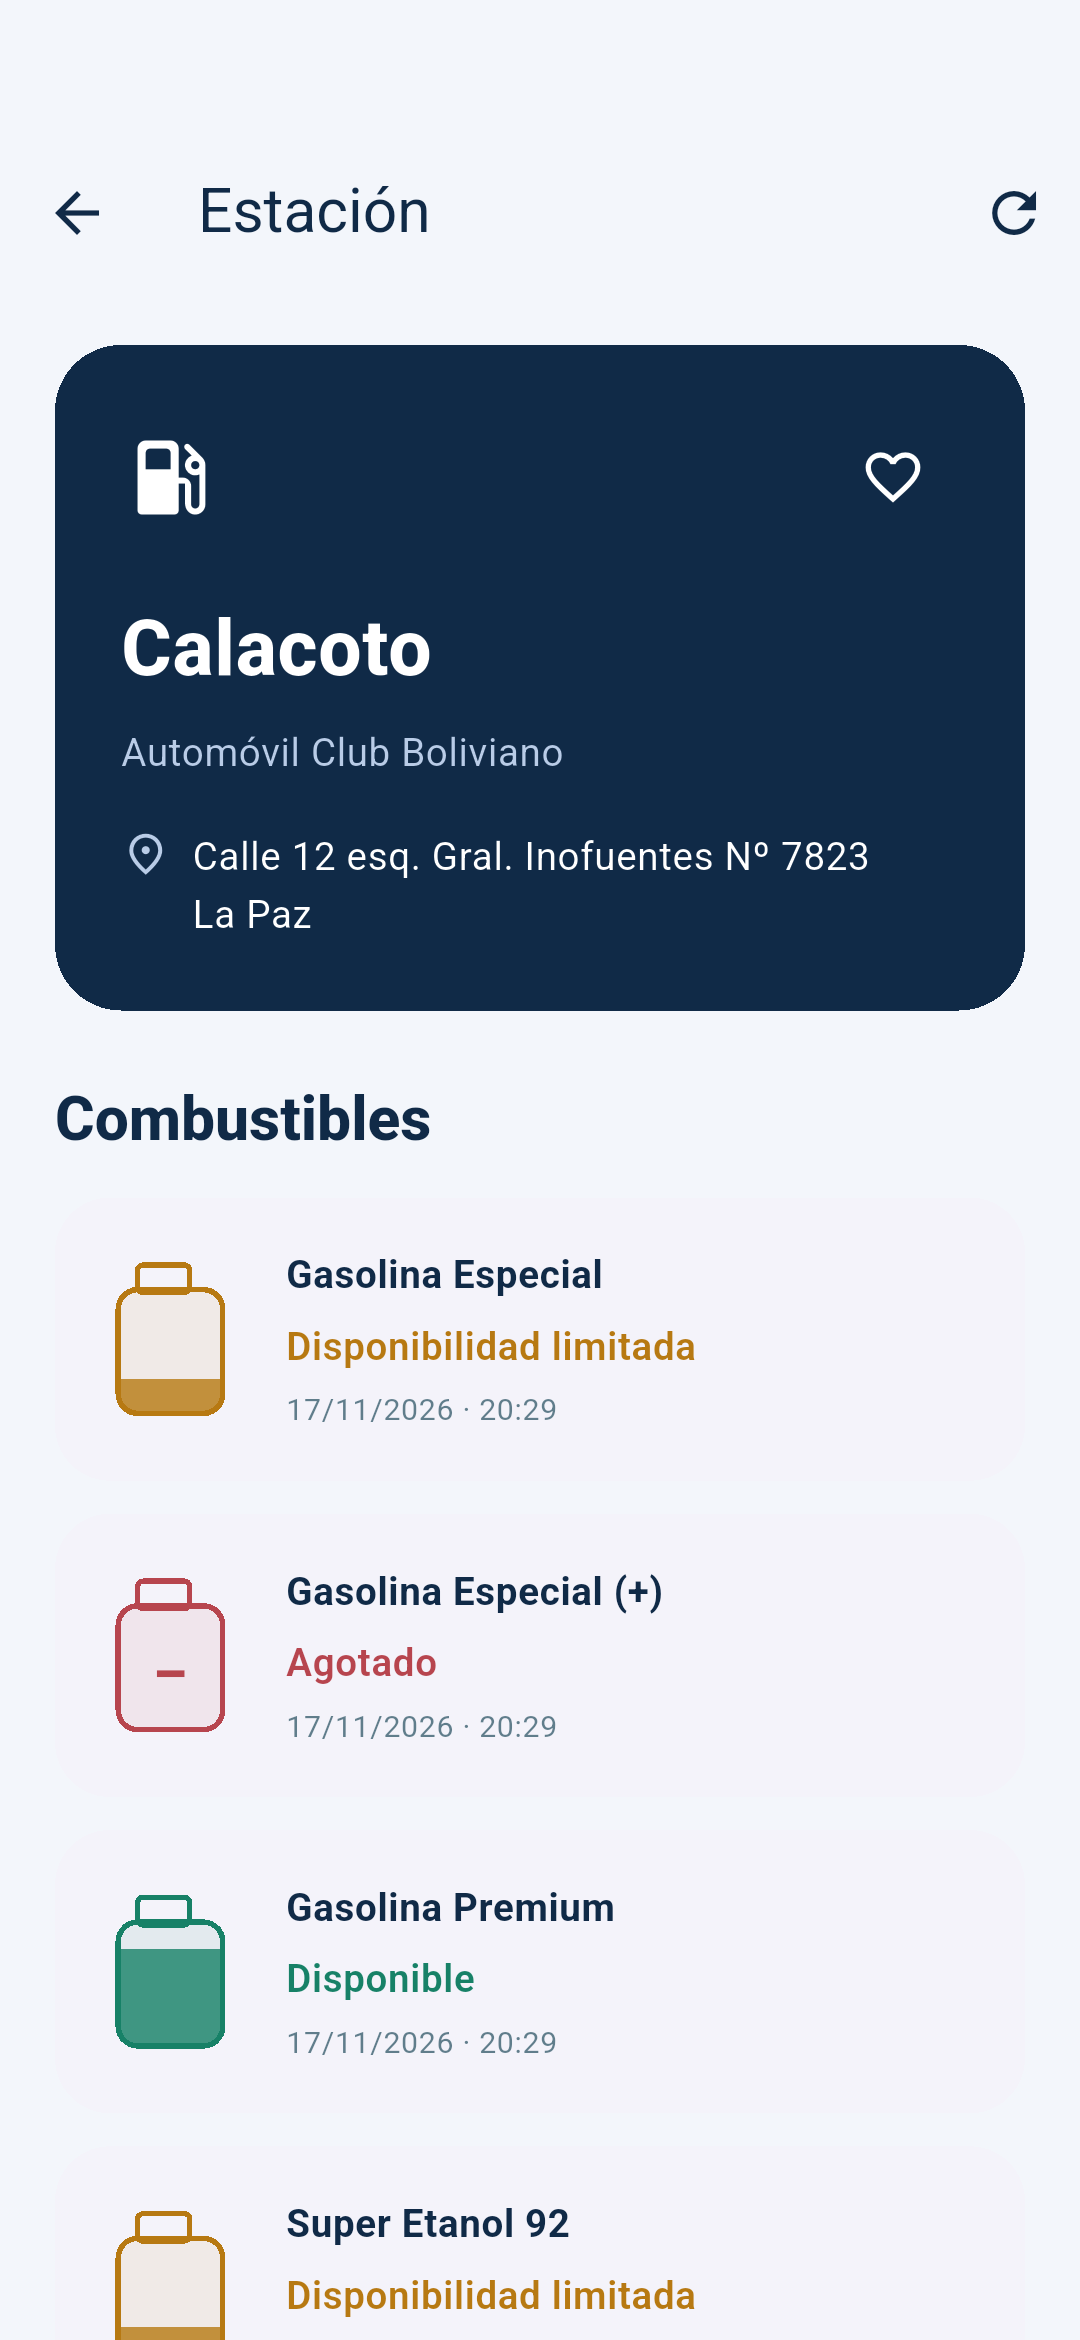 Estación
Calacoto
Automóvil Club Boliviano
Calle 12 esq. Gral. Inofuentes Nº 7823
La Paz
Combustibles
Gasolina Especial
Disponibilidad limitada
17/11/2026 · 20:29
Gasolina Especial (+)
Agotado
17/11/2026 · 20:29
Gasolina Premium
Disponible
17/11/2026 · 20:29
Super Etanol 92
Disponibilidad limitada